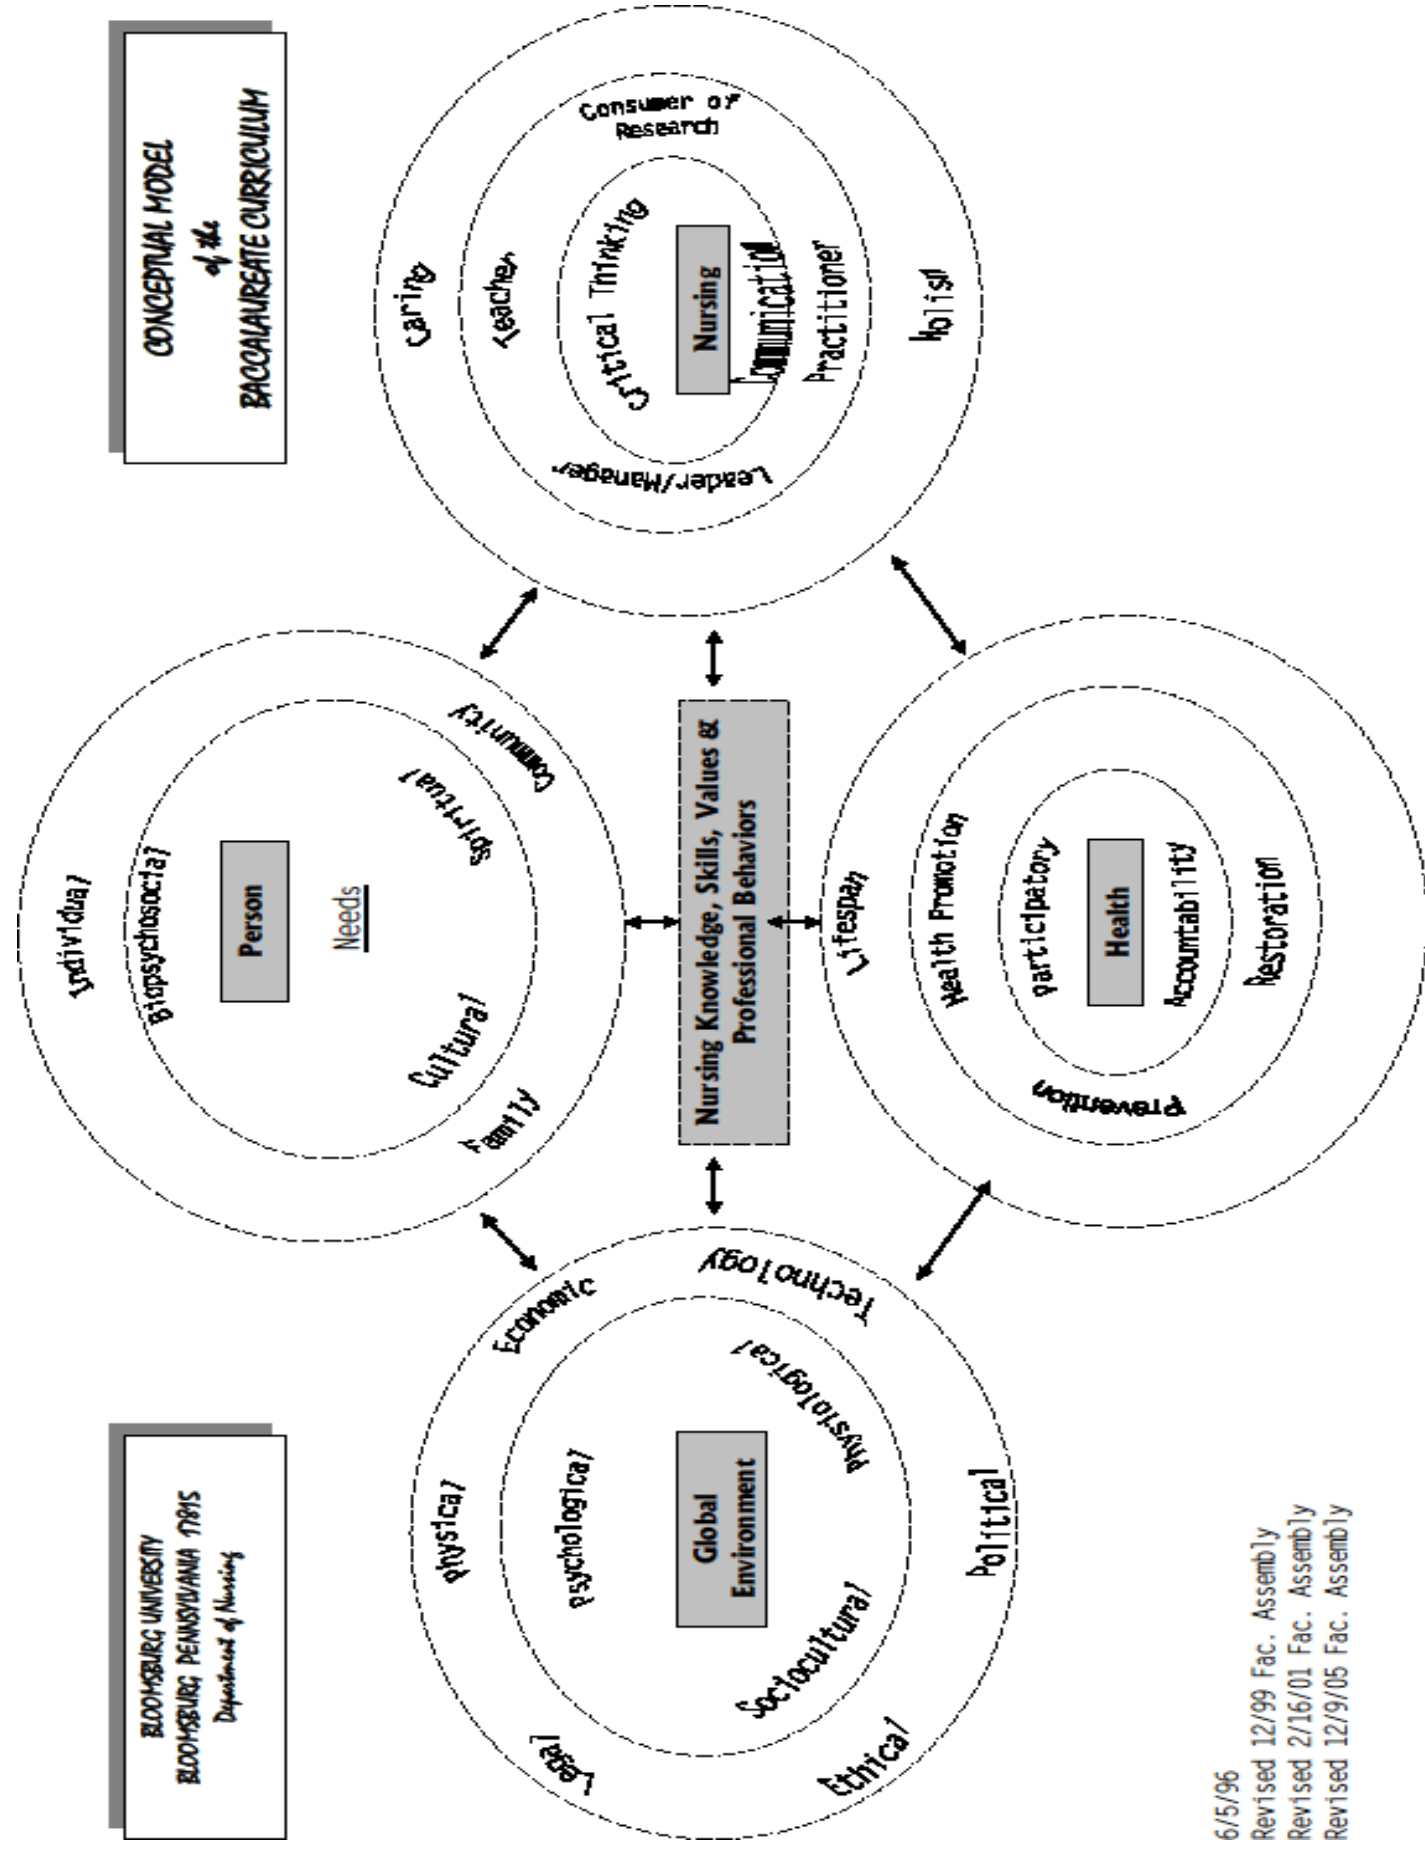 BLOOMSBURG UNIVERSITY
BLOOMSBURG PENNSYLVANIA 17815
Department of Nursing
CONCEPTUAL MODEL
of the
BACCALAUREATE CURRICULUM
Individual
Biopsychosocial
Person
Needs
Cultural
Spiritual
Family
Community
Physical
Legal
Economic
Psychological
Global
Environment
Technology
Physiological
Sociocultural
Ethical
Political
Nursing Knowledge, Skills, Values &
Professional Behaviors
Caring
Teacher
Critical Thinking
Leader/Manager
Consumer of
Research
Nursing
Communication
Practitioner
Lifespan
Health Promotion
participatory
Prevention
Health
Accountability
Restoration
6/5/96
Revised 12/99 Fac. Assembly
Revised 2/16/01 Fac. Assembly
Revised 12/9/05 Fac. Assembly